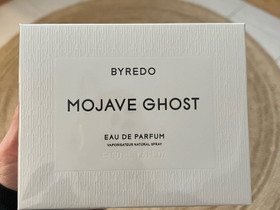 BYREDO
MOJAVE GHOST
EAU DE PARFUM
VAPORISATEUR NATURAL SPRAY